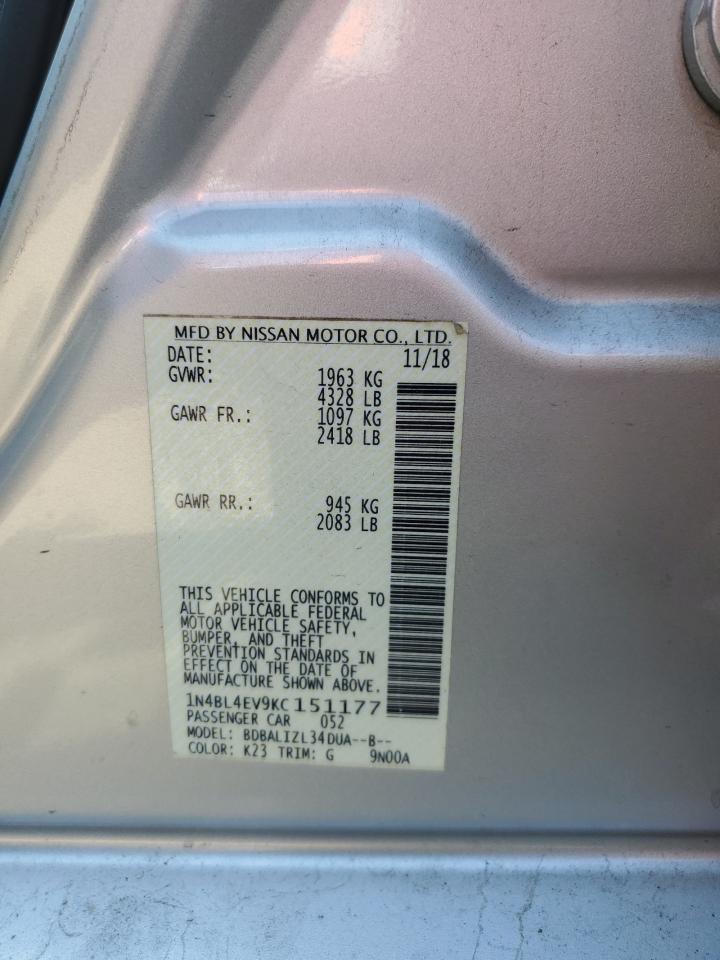 MFD BY NISSAN MOTOR CO., LTD.
DATE: 11/18
GVWR: 1963 KG
4328 LB
GAWR FR.: 1097 KG
2418 LB
GAWR RR.: 945 KG
2083 LB
THIS VEHICLE CONFORMS TO
ALL APPLICABLE FEDERAL
MOTOR VEHICLE SAFETY,
BUMPER, AND THEFT
PREVENTION STANDARDS IN
EFFECT ON THE DATE OF
MANUFACTURE SHOWN ABOVE.
1N4BL4EV9KC151177
PASSENGER CAR 052
MODEL: BDBALIZL34DUA--B--
COLOR: K23 TRIM: G 9N00A